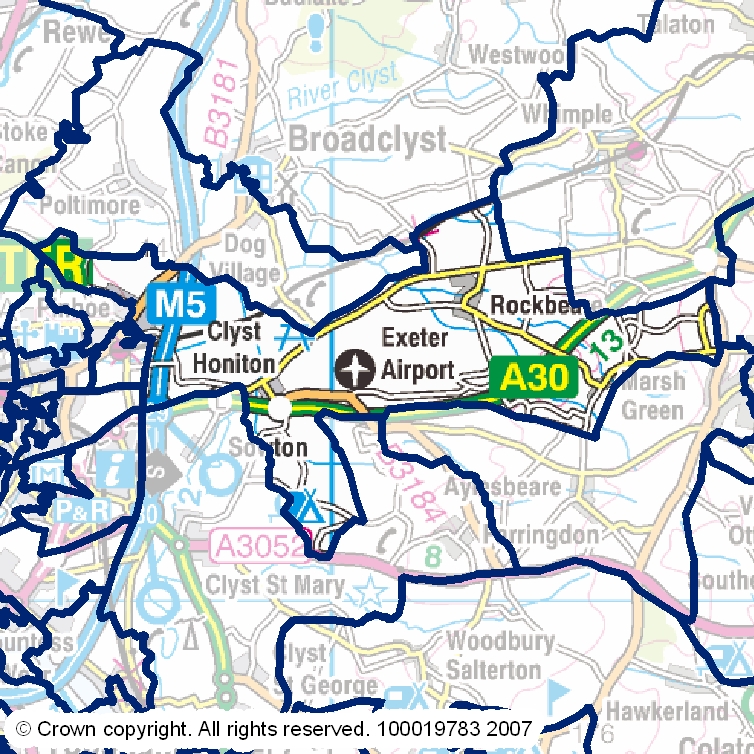 Rewe
Talaton
B3181
Westwood
River Clyst
Whimple
Stoke
Canon
Broadclyst
Poltimore
Dog
Village
Pinhoe
M5
Clyst
Honiton
Rockbeare
Exeter
Airport
13
A30
Marsh
Green
Sowton
Aylesbeare
B3184
P&R
30
A3052
8
Farringdon
Clyst St Mary
Woodbury
Salterton
Clyst
St George
Hawkerland
© Crown copyright. All rights reserved. 100019783 2007